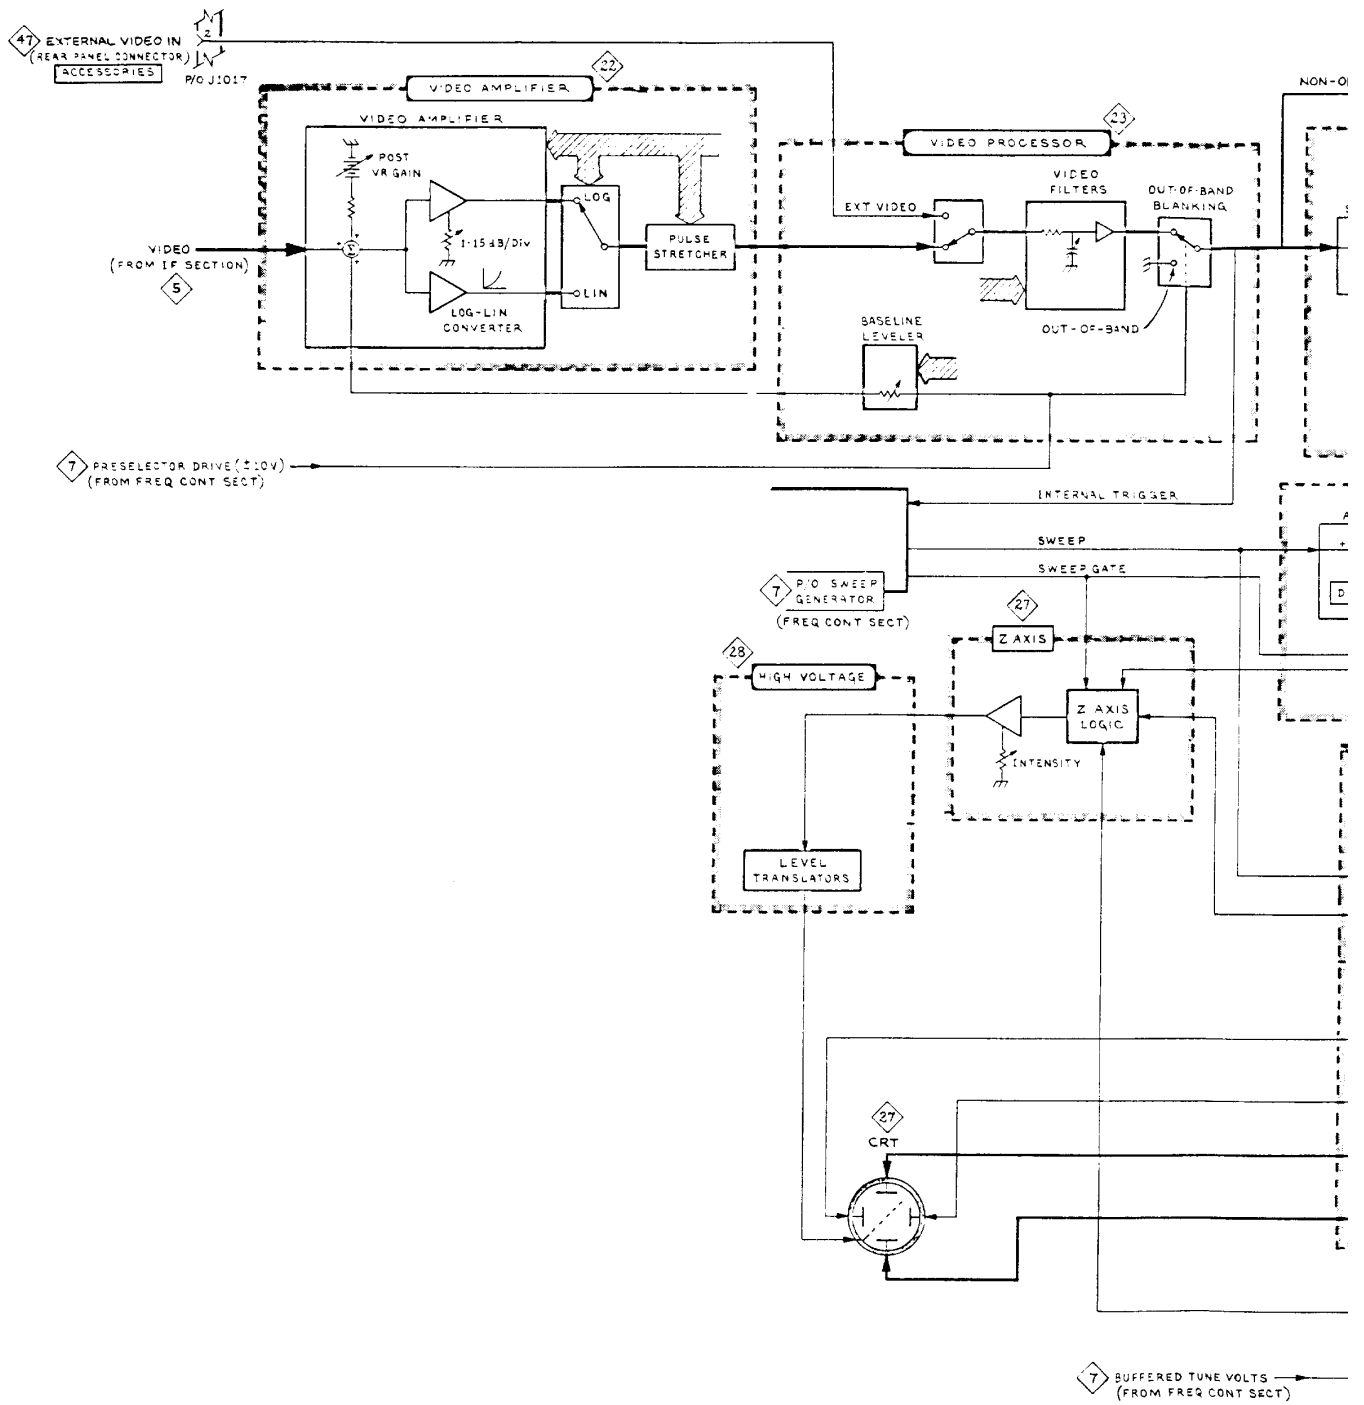 47 EXTERNAL VIDEO IN
(REAR PANEL CONNECTOR)
ACCESSORIES
2
P/O J1017
22
VIDEO AMPLIFIER
VIDEO AMPLIFIER
POST
VR GAIN
Σ
1-15 dB/Div
LOG-LIN
CONVERTER
LOG
LIN
PULSE
STRETCHER
VIDEO
(FROM IF SECTION)
5
23
VIDEO PROCESSOR
EXT VIDEO
VIDEO
FILTERS
OUT-OF-BAND
BLANKING
OUT-OF-BAND
BASELINE
LEVELER
NON-
7 PRESELECTOR DRIVE (±10V)
(FROM FREQ CONT SECT)
INTERNAL TRIGGER
SWEEP
SWEEP GATE
7 P/O SWEEP
GENERATOR
(FREQ CONT SECT)
27
Z AXIS
Z AXIS
LOGIC
INTENSITY
28
HIGH VOLTAGE
LEVEL
TRANSLATORS
27
CRT
7 BUFFERED TUNE VOLTS
(FROM FREQ CONT SECT)